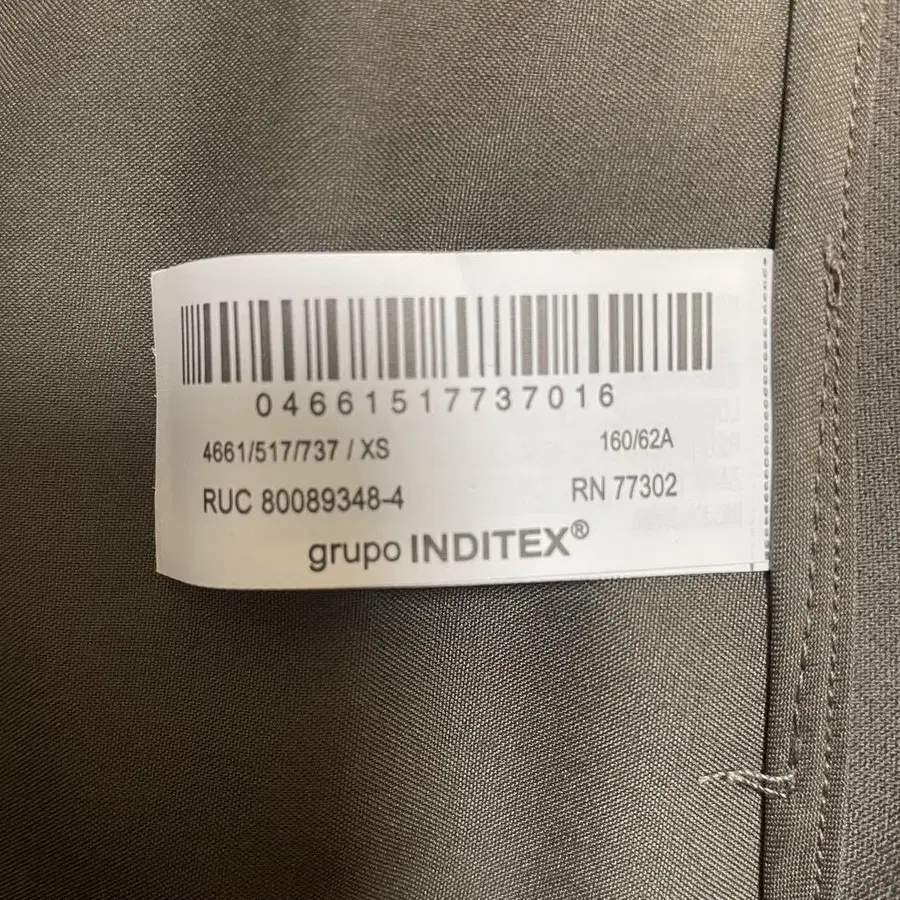 04661517737016
4661/517/737 / XS 160/62A
RUC 80089348-4 RN 77302
grupo INDITEX®